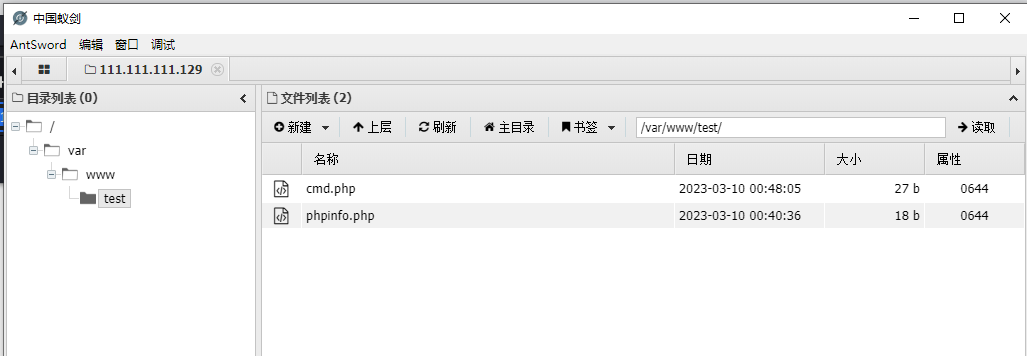 中国蚁剑
AntSword 编辑 窗口 调试
111.111.111.129
目录列表 (0)
/
var
www
test
文件列表 (2)
新建 上层 刷新 主目录 书签 /var/www/test/ 读取
名称 日期 大小 属性
cmd.php 2023-03-10 00:48:05 27 b 0644
phpinfo.php 2023-03-10 00:40:36 18 b 0644